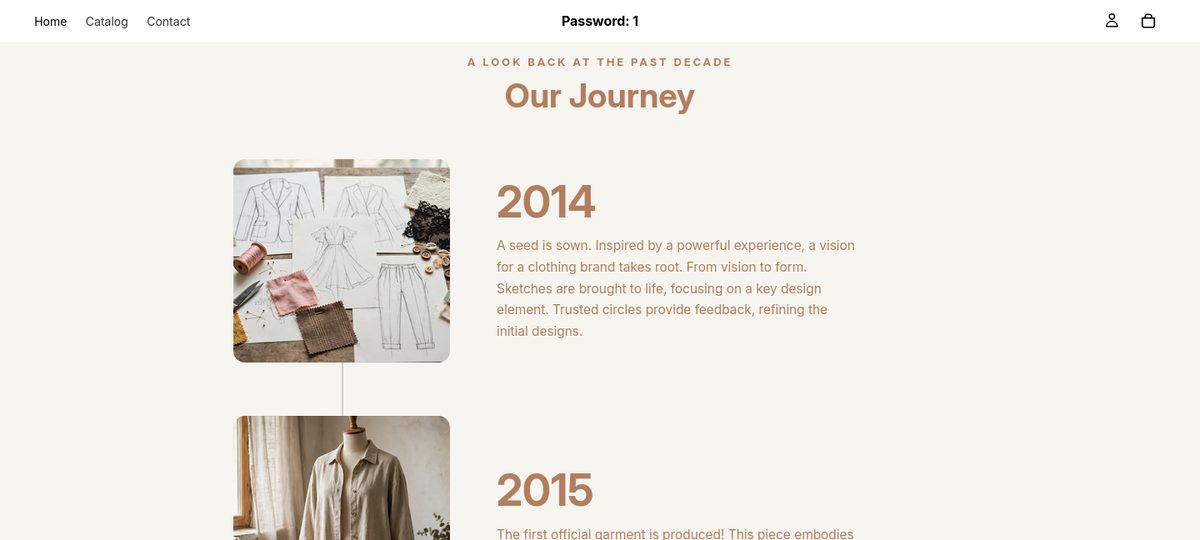 Home Catalog Contact Password: 1
A LOOK BACK AT THE PAST DECADE
Our Journey
2014
A seed is sown. Inspired by a powerful experience, a vision
for a clothing brand takes root. From vision to form.
Sketches are brought to life, focusing on a key design
element. Trusted circles provide feedback, refining the
initial designs.
2015
The first official garment is produced! This piece embodies